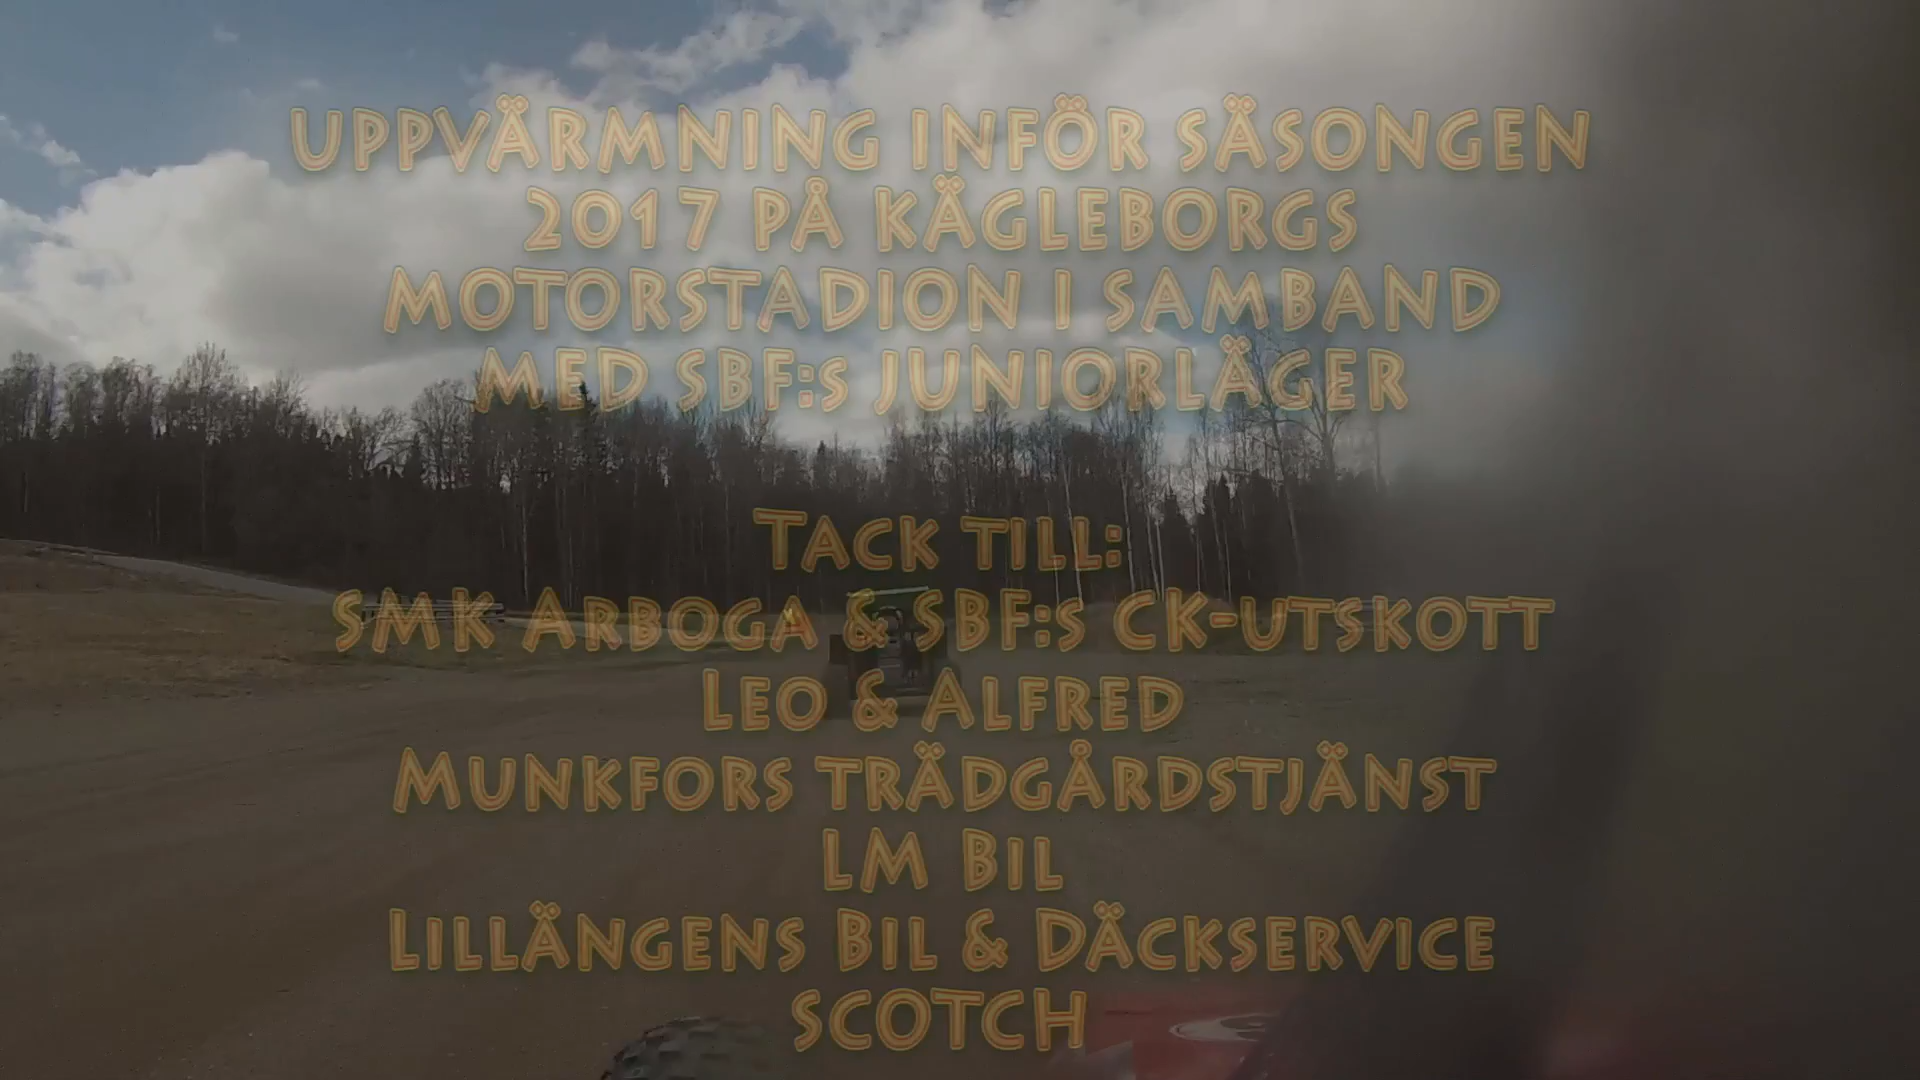 UPPVÄRMNING INFÖR SÄSONGEN
2017 PÅ KÄGLEBORGS
MOTORSTADION I SAMBAND
MED SBF:S JUNIORLÄGER
TACK TILL:
SMK ARBOGA & SBF:S CK-UTSKOTT
LEO & ALFRED
MUNKFORS TRÄDGÅRDSTJÄNST
LM BIL
LILLÄNGENS BIL & DÄCKSERVICE
SCOTCH